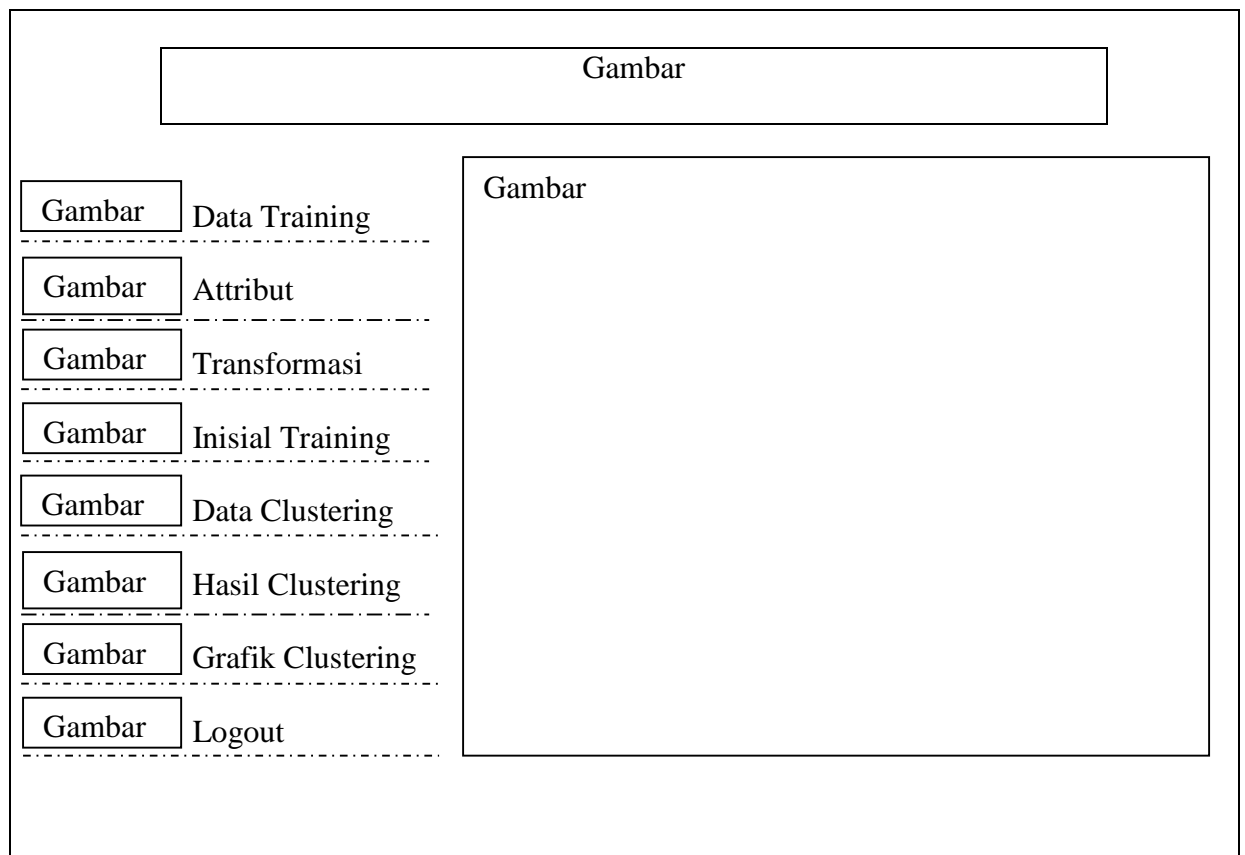 Gambar
Gambar
Gambar Data Training
Gambar Attribut
Gambar Transformasi
Gambar Inisial Training
Gambar Data Clustering
Gambar Hasil Clustering
Gambar Grafik Clustering
Gambar Logout